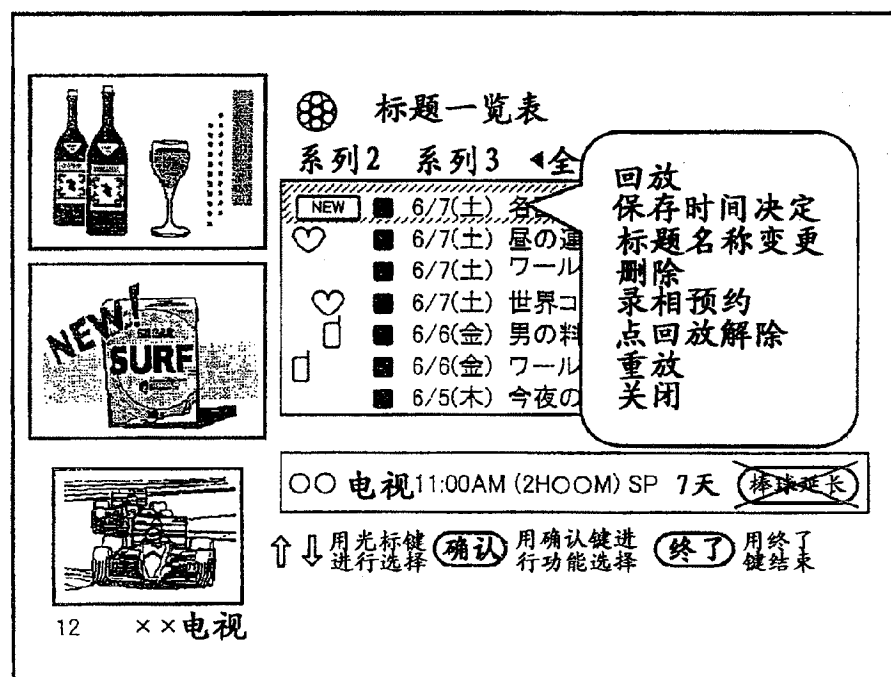 标题一览表
系列2 系列3 ◀全
NEW 6/7(土)
6/7(土) 昼の運
6/7(土) ワール
6/7(土) 世界コ
6/6(金) 男の料
6/6(金) ワール
6/5(木) 今夜の
回放
保存时间决定
标题名称变更
删除
录相预约
点回放解除
重放
关闭
NEW!
SURF
○○ 电视11:00AM (2H○○M) SP 7天 棒球延长
⇧⇩ 用光标键进行选择 确认 用确认键进行功能选择 终了 用终了键结束
12 ××电视